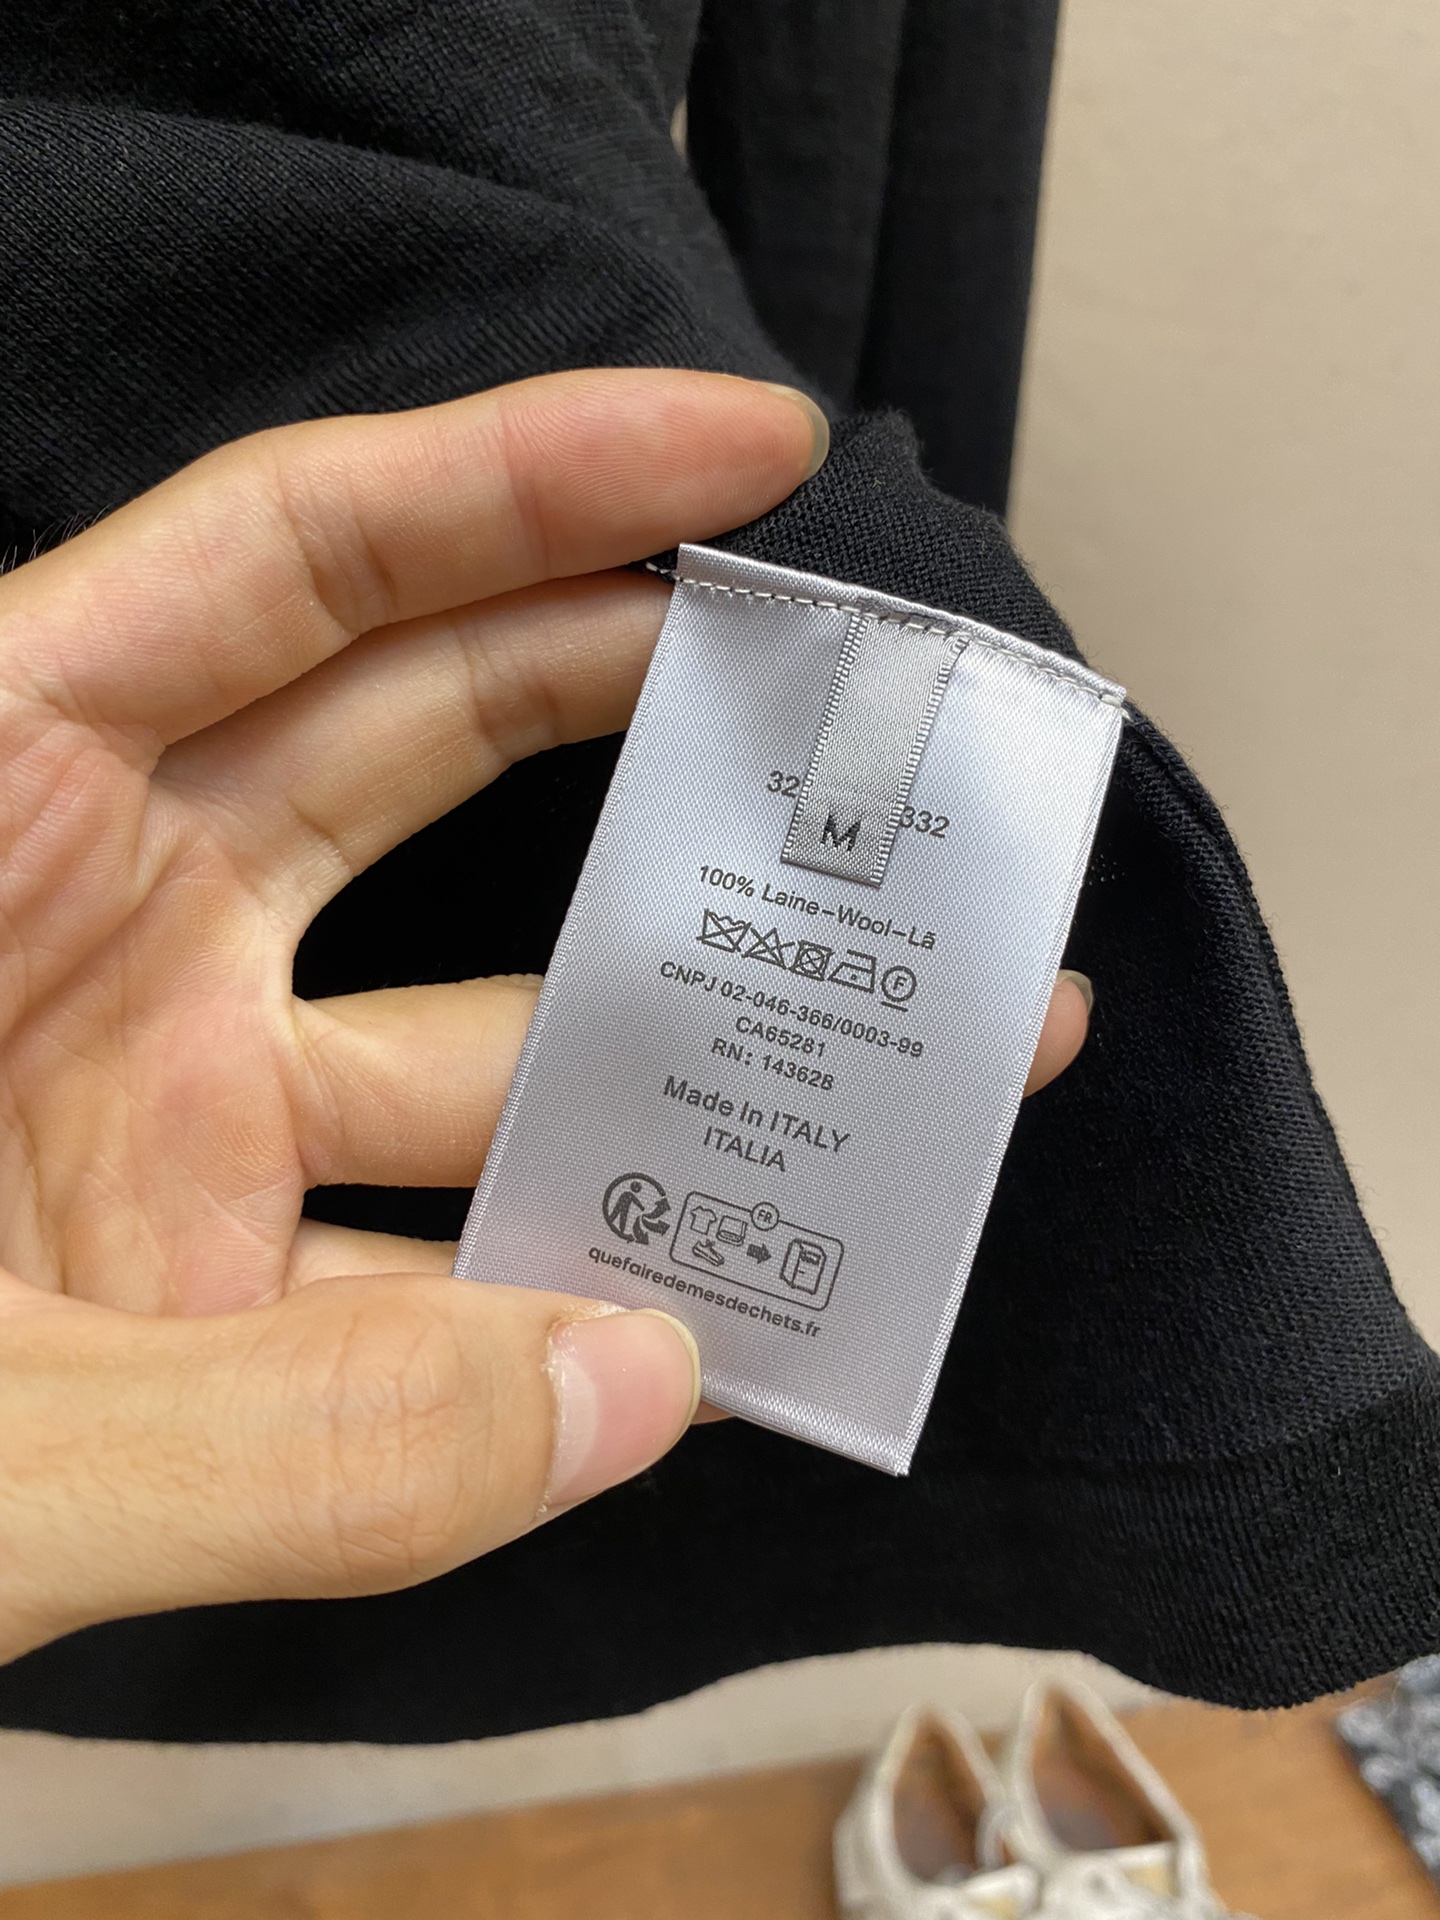 32
332
M
100% Laine-Wool-Lã
F
CNPJ 02-046-366/0003-99
CA65281
RN: 143628
Made In ITALY
ITALIA
FR
quefairedemesdechets.fr